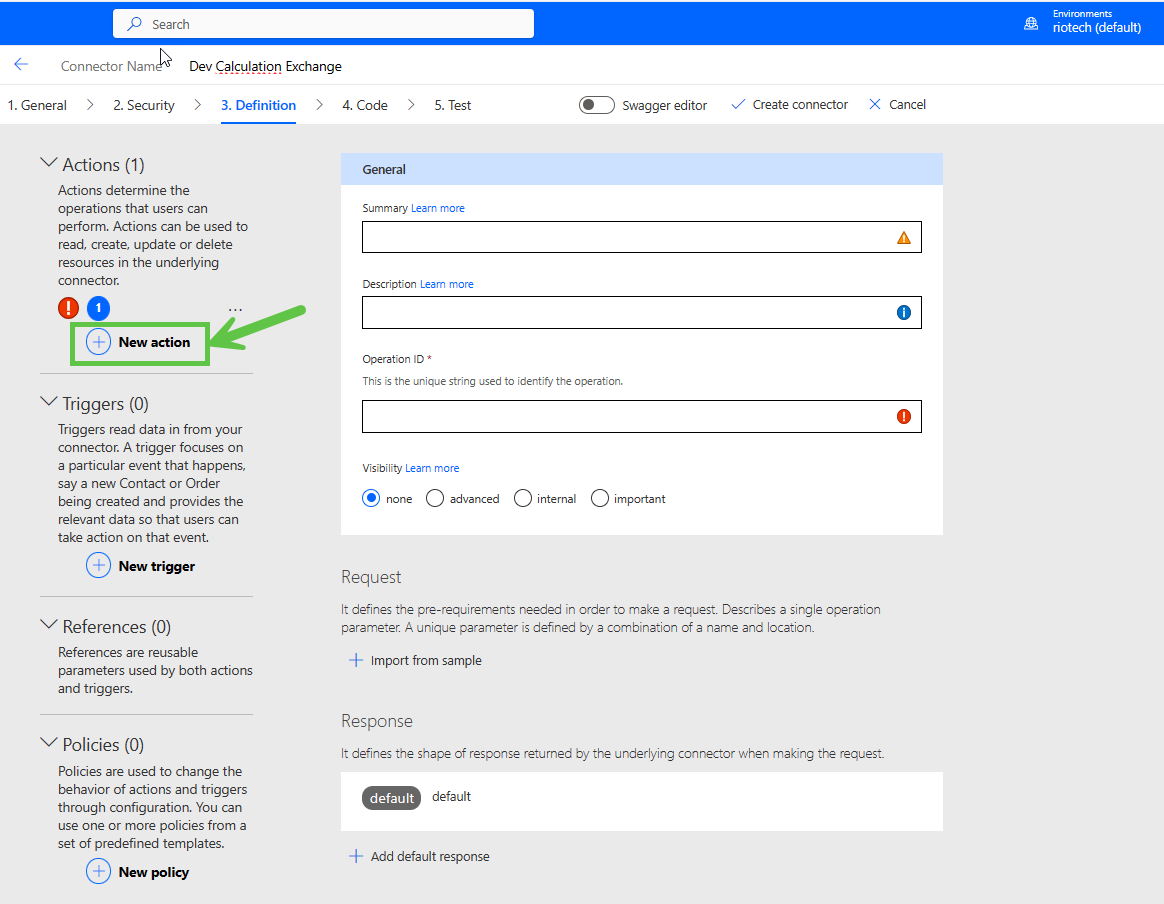 Search
Environments
riotech (default)
Connector Name
Dev Calculation Exchange
1. General
2. Security
3. Definition
4. Code
5. Test
Swagger editor
Create connector
Cancel
Actions (1)
Actions determine the
operations that users can
perform. Actions can be used to
read, create, update or delete
resources in the underlying
connector.
1
...
New action
Triggers (0)
Triggers read data in from your
connector. A trigger focuses on
a particular event that happens,
say a new Contact or Order
being created and provides the
relevant data so that users can
take action on that event.
New trigger
References (0)
References are reusable
parameters used by both actions
and triggers.
Policies (0)
Policies are used to change the
behavior of actions and triggers
through configuration. You can
use one or more policies from a
set of predefined templates.
New policy
General
Summary Learn more
Description Learn more
Operation ID *
This is the unique string used to identify the operation.
Visibility Learn more
none
advanced
internal
important
Request
It defines the pre-requirements needed in order to make a request. Describes a single operation
parameter. A unique parameter is defined by a combination of a name and location.
Import from sample
Response
It defines the shape of response returned by the underlying connector when making the request.
default
default
Add default response